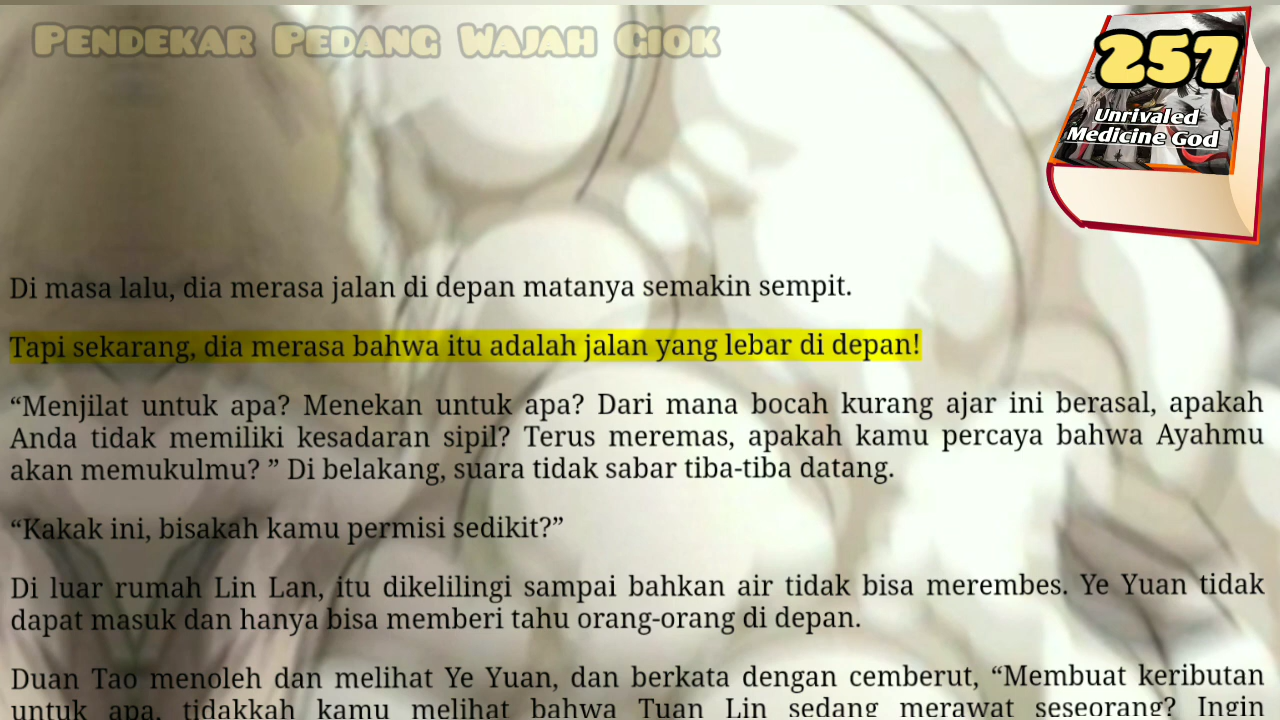 Pendekar Pedang Wajah Giok
257
Unrivaled
Medicine God
Di masa lalu, dia merasa jalan di depan matanya semakin sempit.
Tapi sekarang, dia merasa bahwa itu adalah jalan yang lebar di depan!
“Menjilat untuk apa? Menekan untuk apa? Dari mana bocah kurang ajar ini berasal, apakah
Anda tidak memiliki kesadaran sipil? Terus meremas, apakah kamu percaya bahwa Ayahmu
akan memukulmu? ” Di belakang, suara tidak sabar tiba-tiba datang.
“Kakak ini, bisakah kamu permisi sedikit?”
Di luar rumah Lin Lan, itu dikelilingi sampai bahkan air tidak bisa merembes. Ye Yuan tidak
dapat masuk dan hanya bisa memberi tahu orang-orang di depan.
Duan Tao menoleh dan melihat Ye Yuan, dan berkata dengan cemberut, “Membuat keributan
untuk apa, tidakkah kamu melihat bahwa Tuan Lin sedang merawat seseorang? Ingin